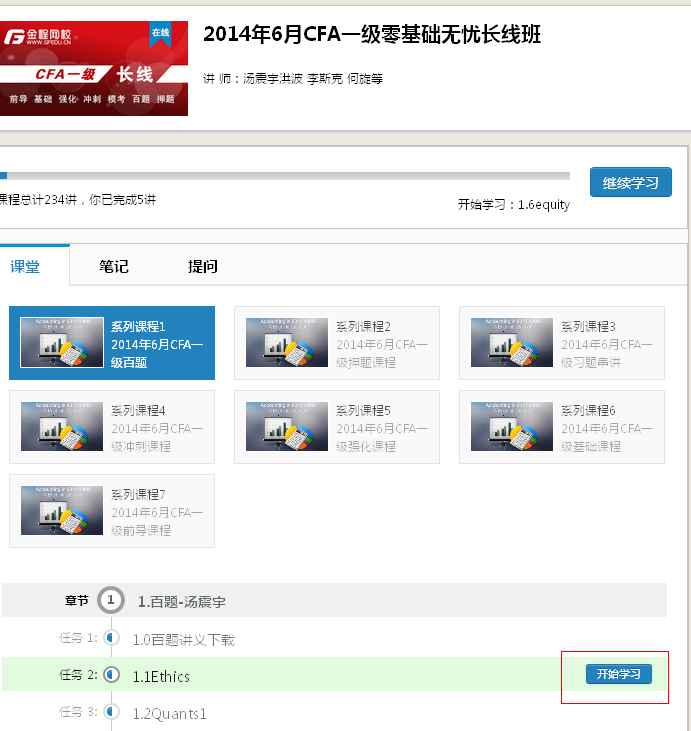 金程网校
WWW.GFEDU.CN
在线
CFA一级 长线
前导 基础 强化 冲刺 模考 百题 押题
2014年6月CFA一级零基础无忧长线班
讲 师：汤震宇洪波 李斯克 何旋等
课程总计234讲，你已完成5讲
开始学习：1.6equity
继续学习
课堂
笔记
提问
系列课程1
2014年6月CFA一
级百题
系列课程2
2014年6月CFA一
级押题课程
系列课程3
2014年6月CFA一
级习题串讲
系列课程4
2014年6月CFA一
级冲刺课程
系列课程5
2014年6月CFA一
级强化课程
系列课程6
2014年6月CFA一
级基础课程
系列课程7
2014年6月CFA一
级前导课程
章节 1 1.百题-汤震宇
任务 1: 1.0百题讲义下载
任务 2: 1.1Ethics 开始学习
任务 3: 1.2Quants1